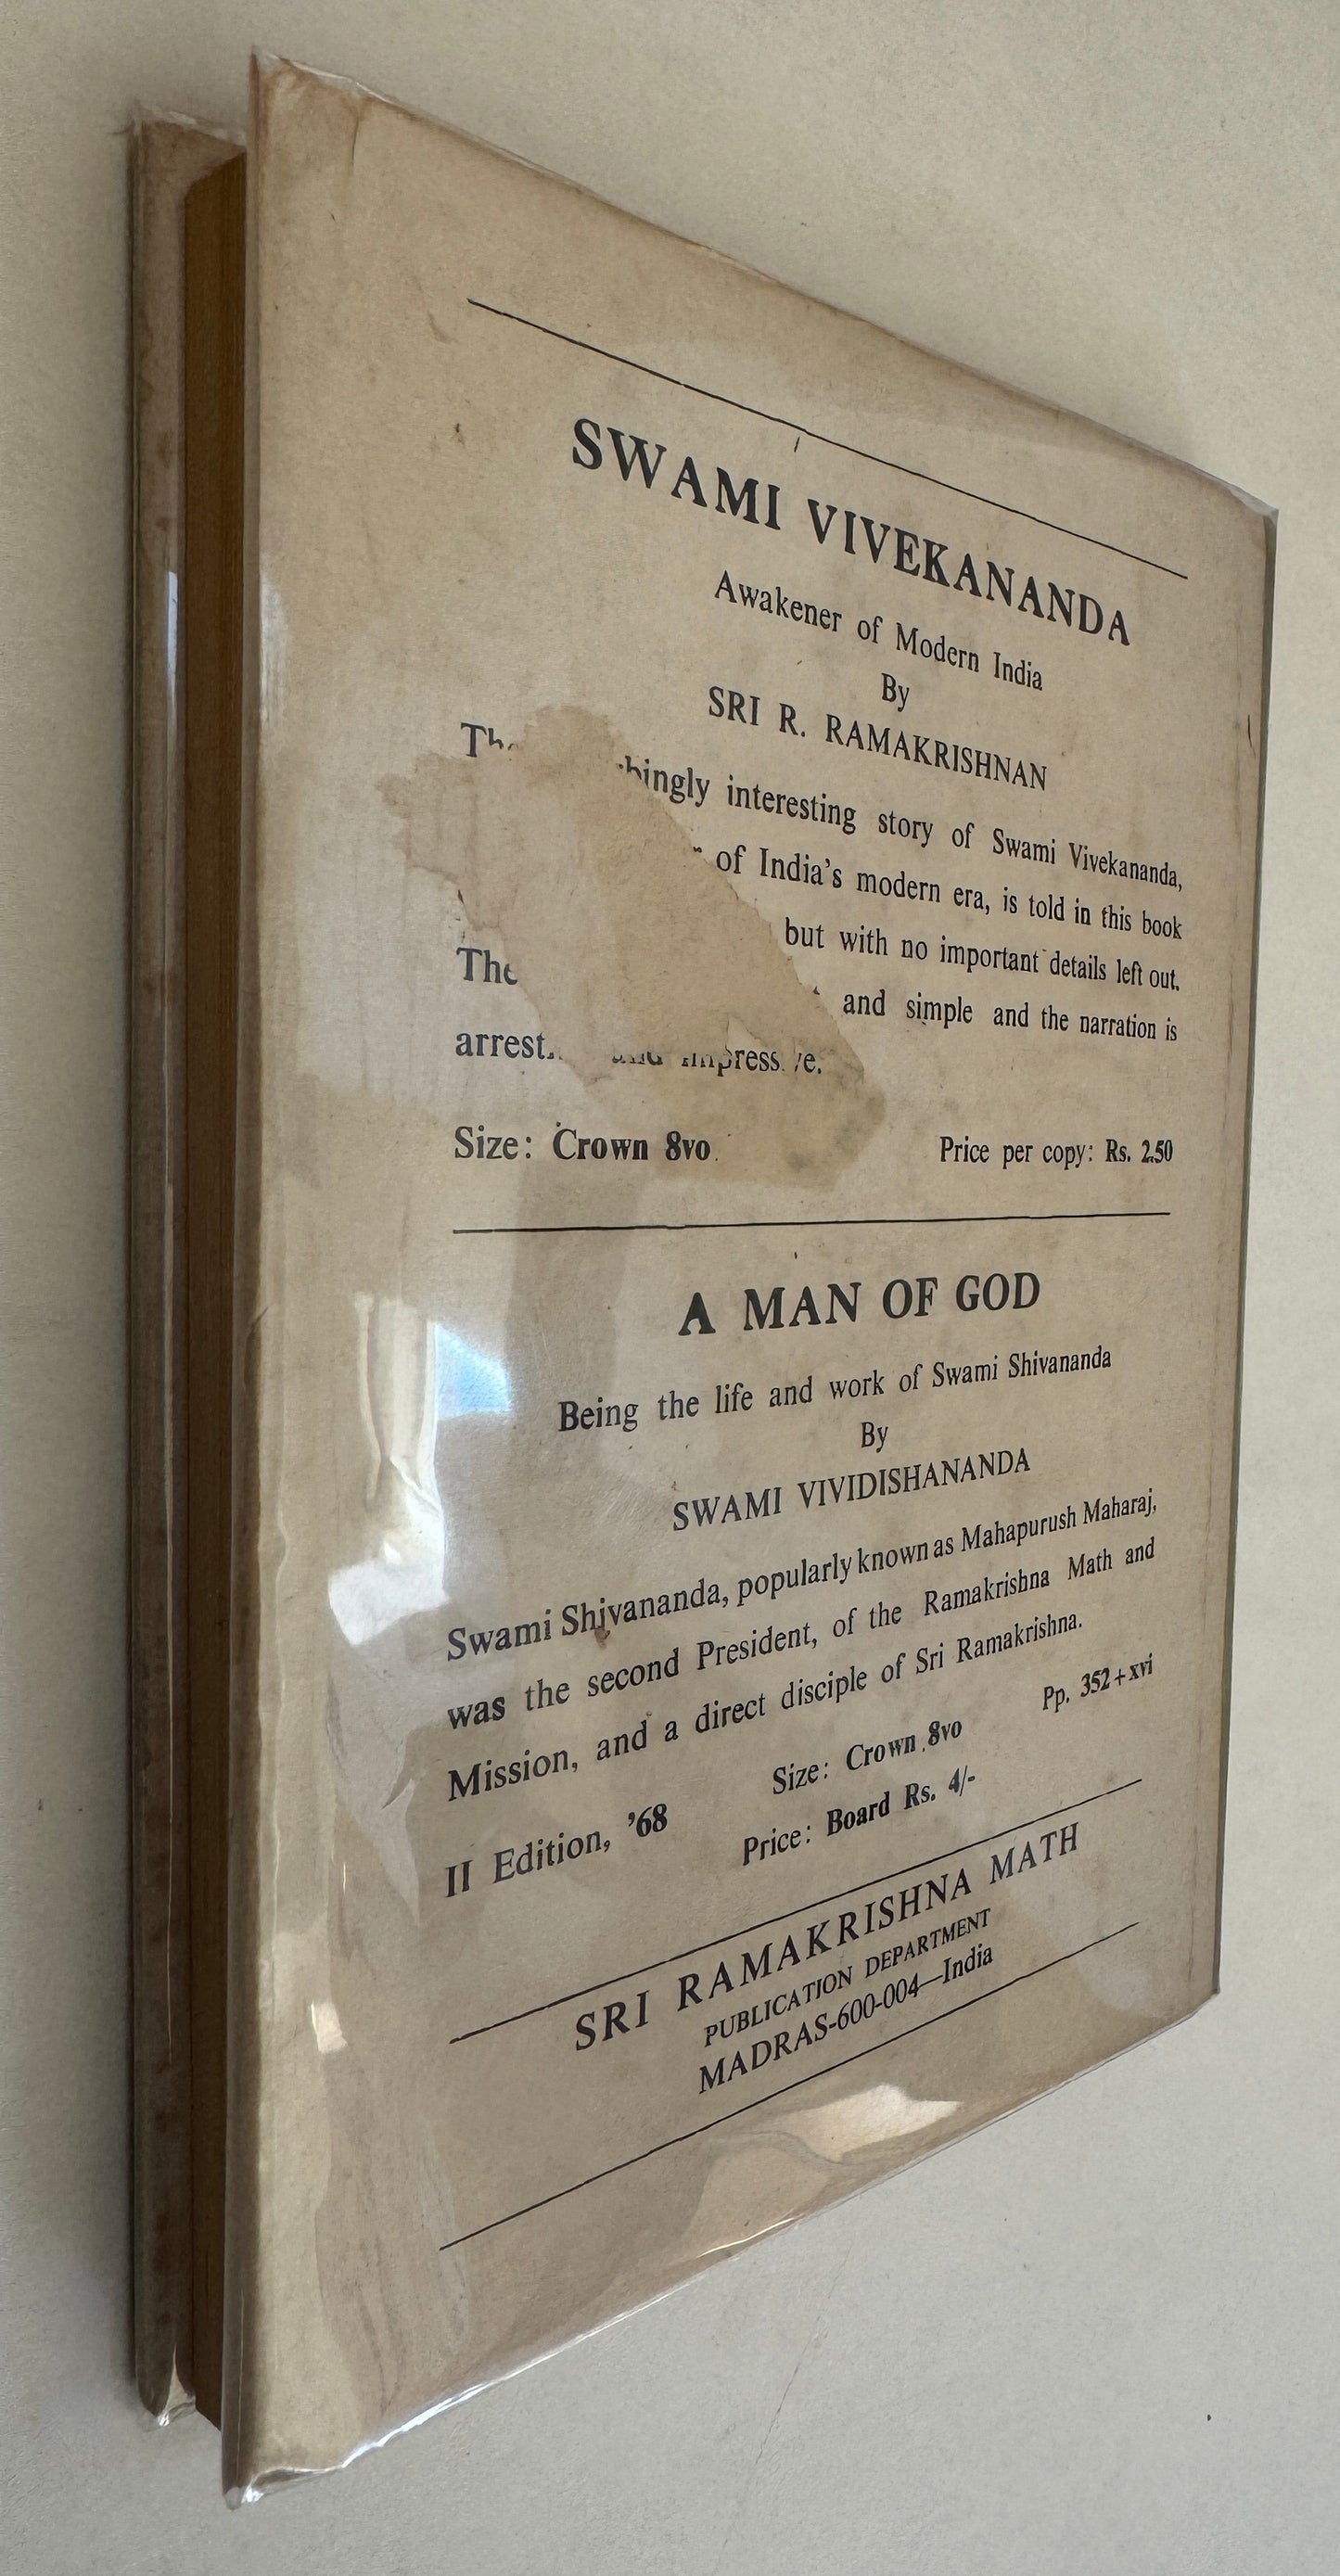 SWAMI VIVEKANANDA
Awakener of Modern India
By
SRI R. RAMAKRISHNAN
interesting story of Swami Vivekananda,
of India's modern era, is told in this book
but with no important details left out.
The and simple and the narration is
and
Size: Crown 8vo. Price per copy: Rs. 2.50
A MAN OF GOD
Being the life and work of Swami Shivananda
By
SWAMI VIVIDISHANANDA
Swami Shivananda, popularly known as Mahapurush Maharaj,
was the second President, of the Ramakrishna Math and
Mission, and a direct disciple of Sri Ramakrishna.
Size: Crown 8vo Pp. 352+xvi
II Edition, '68 Price: Board Rs. 4/-
SRI RAMAKRISHNA MATH
PUBLICATION DEPARTMENT
MADRAS-600-004—India